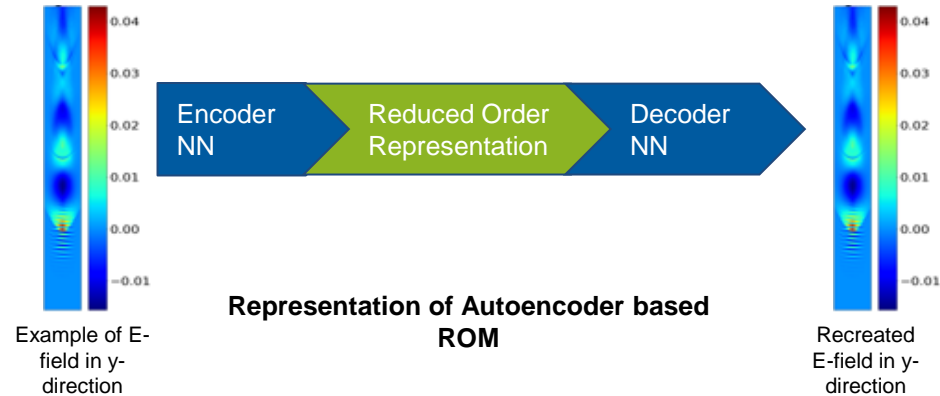 0.04
0.03
0.02
0.01
0.00
−0.01
Example of E-
field in y-
direction
Encoder
NN
Reduced Order
Representation
Decoder
NN
Representation of Autoencoder based
ROM
0.04
0.03
0.02
0.01
0.00
−0.01
Recreated
E-field in y-
direction